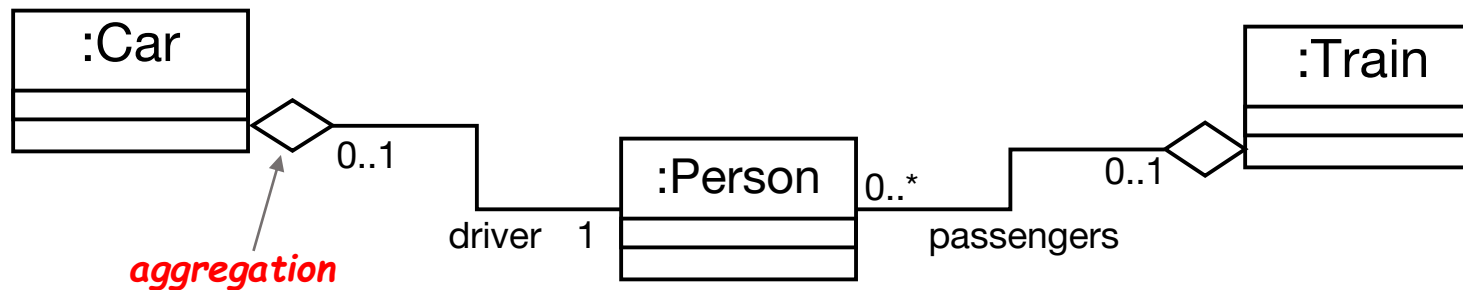 :Car
:Train
0..1
:Person
0..*
0..1
driver 1
passengers
aggregation